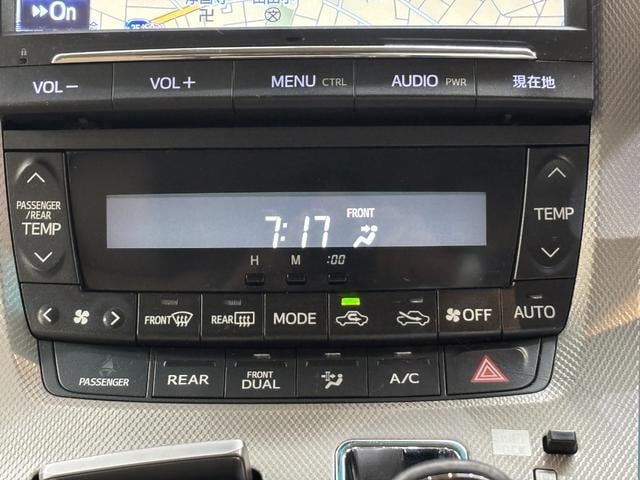 ▶▶On
VOL－ VOL＋ MENU CTRL AUDIO PWR 現在地
PASSENGER
/REAR
TEMP
7:17 FRONT
TEMP
H M :00
FRONT REAR MODE OFF AUTO
PASSENGER REAR FRONT DUAL A/C